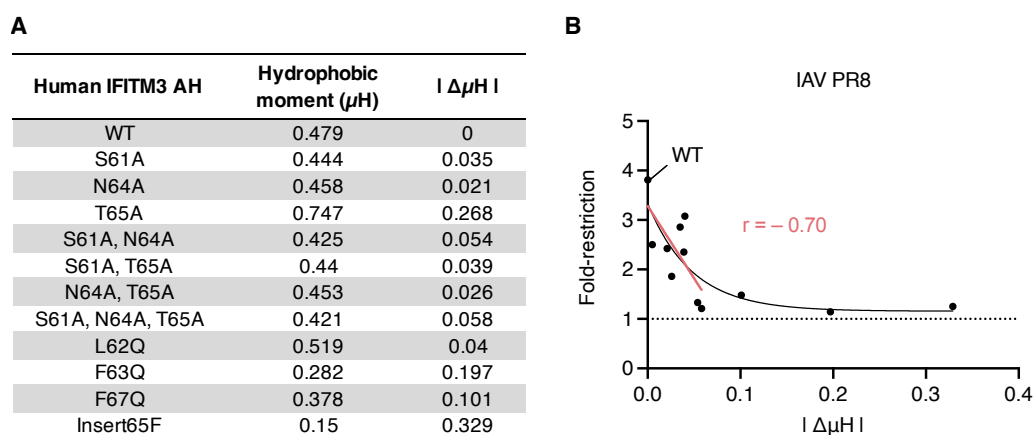 A
Human IFITM3 AH Hydrophobic moment (µH) | ΔµH |
WT 0.479 0
S61A 0.444 0.035
N64A 0.458 0.021
T65A 0.747 0.268
S61A, N64A 0.425 0.054
S61A, T65A 0.44 0.039
N64A, T65A 0.453 0.026
S61A, N64A, T65A 0.421 0.058
L62Q 0.519 0.04
F63Q 0.282 0.197
F67Q 0.378 0.101
Insert65F 0.15 0.329
B
IAV PR8
Fold-restriction
5
4
3
2
1
0
WT
r = – 0.70
0.0 0.1 0.2 0.3 0.4
| ΔµH |